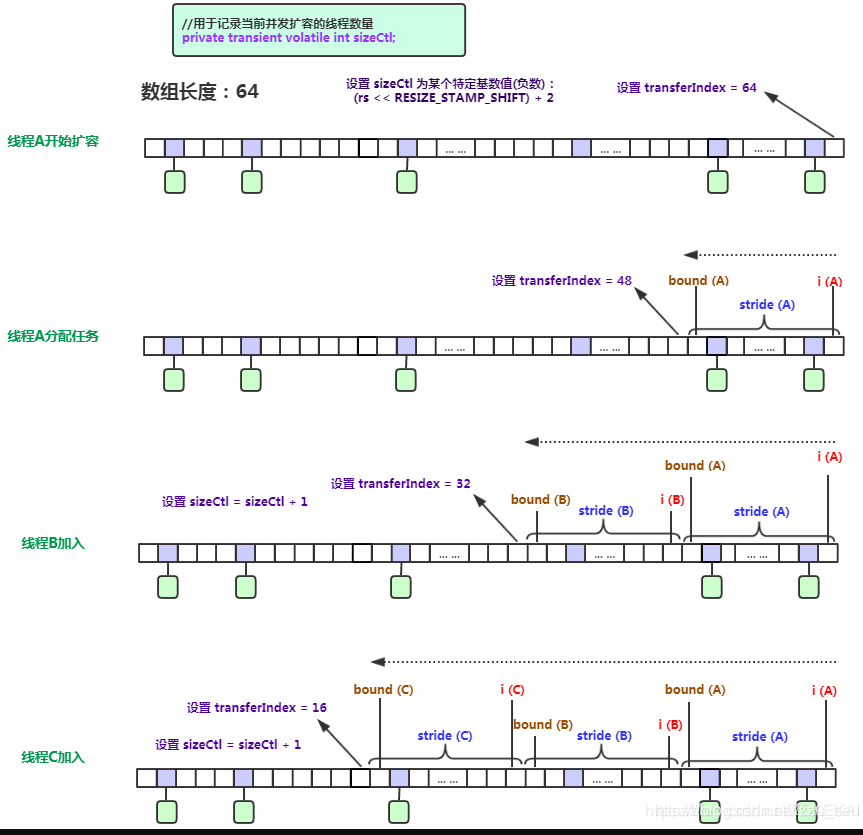 //用于记录当前并发扩容的线程数量
private transient volatile int sizeCtl;
数组长度：64
设置 sizeCtl 为某个特定基数值(负数)：
(rs << RESIZE_STAMP_SHIFT) + 2
设置 transferIndex = 64
线程A开始扩容
... ...
... ...
... ...
设置 transferIndex = 48
bound (A)
i (A)
stride (A)
线程A分配任务
... ...
... ...
... ...
bound (A)
i (A)
设置 transferIndex = 32
设置 sizeCtl = sizeCtl + 1
bound (B)
i (B)
stride (B)
stride (A)
线程B加入
... ...
... ...
... ...
bound (C)
i (C)
bound (A)
i (A)
设置 transferIndex = 16
bound (B)
i (B)
设置 sizeCtl = sizeCtl + 1
stride (C)
stride (B)
stride (A)
线程C加入
... ...
... ...
... ...